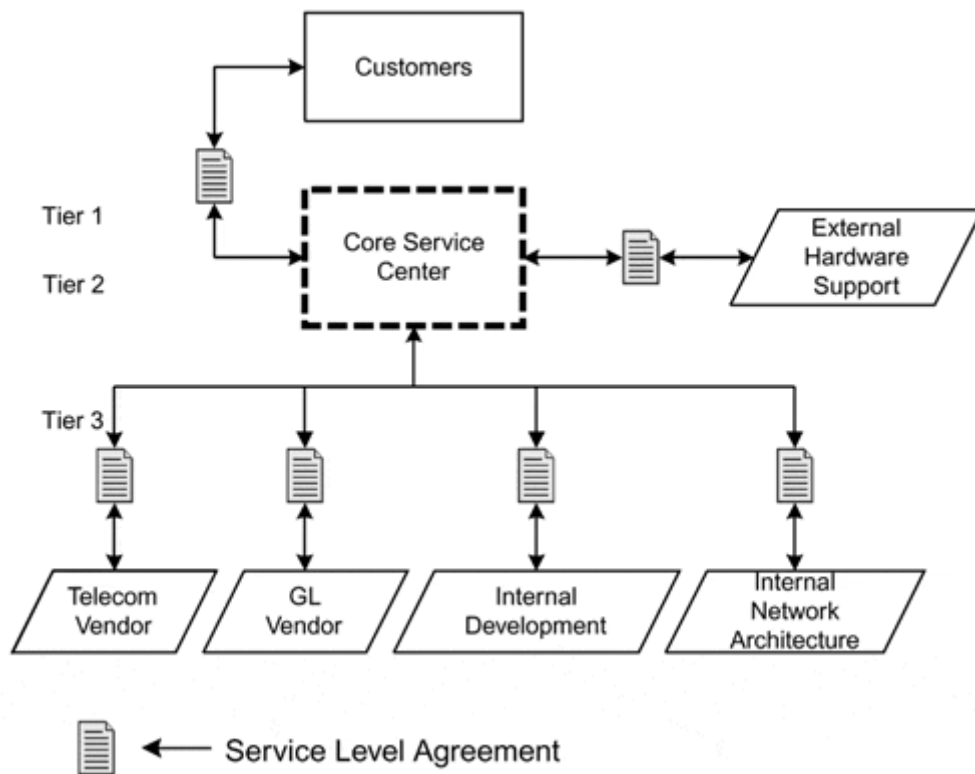 Customers
Tier 1
Core Service
Center
External
Hardware
Support
Tier 2
Tier 3
Telecom
Vendor
GL
Vendor
Internal
Development
Internal
Network
Architecture
Service Level Agreement